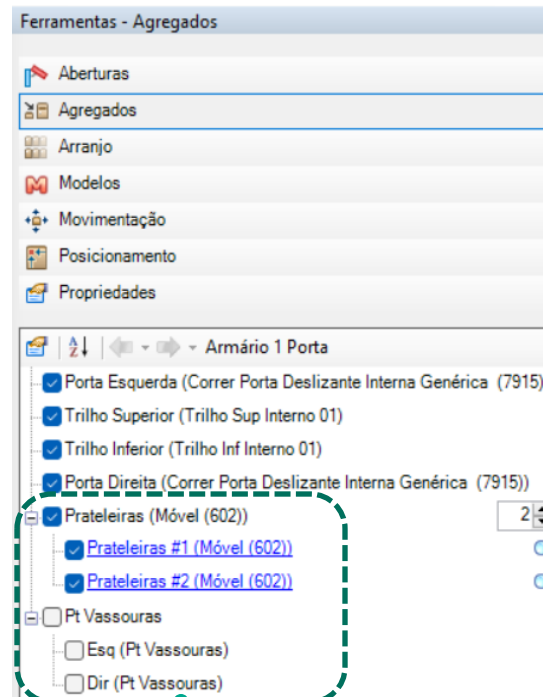 Ferramentas - Agregados
Aberturas
Agregados
Arranjo
Modelos
Movimentação
Posicionamento
Propriedades
Armário 1 Porta
Porta Esquerda (Correr Porta Deslizante Interna Genérica (7915)
Trilho Superior (Trilho Sup Interno 01)
Trilho Inferior (Trilho Inf Interno 01)
Porta Direita (Correr Porta Deslizante Interna Genérica (7915))
Prateleiras (Móvel (602)) 2
Prateleiras #1 (Móvel (602))
Prateleiras #2 (Móvel (602))
Pt Vassouras
Esq (Pt Vassouras)
Dir (Pt Vassouras)